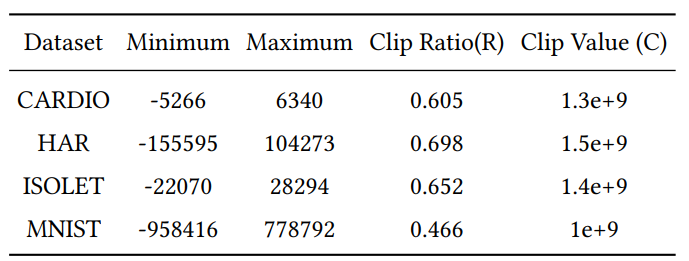 Dataset Minimum Maximum Clip Ratio(R) Clip Value (C)
CARDIO -5266 6340 0.605 1.3e+9
HAR -155595 104273 0.698 1.5e+9
ISOLET -22070 28294 0.652 1.4e+9
MNIST -958416 778792 0.466 1e+9